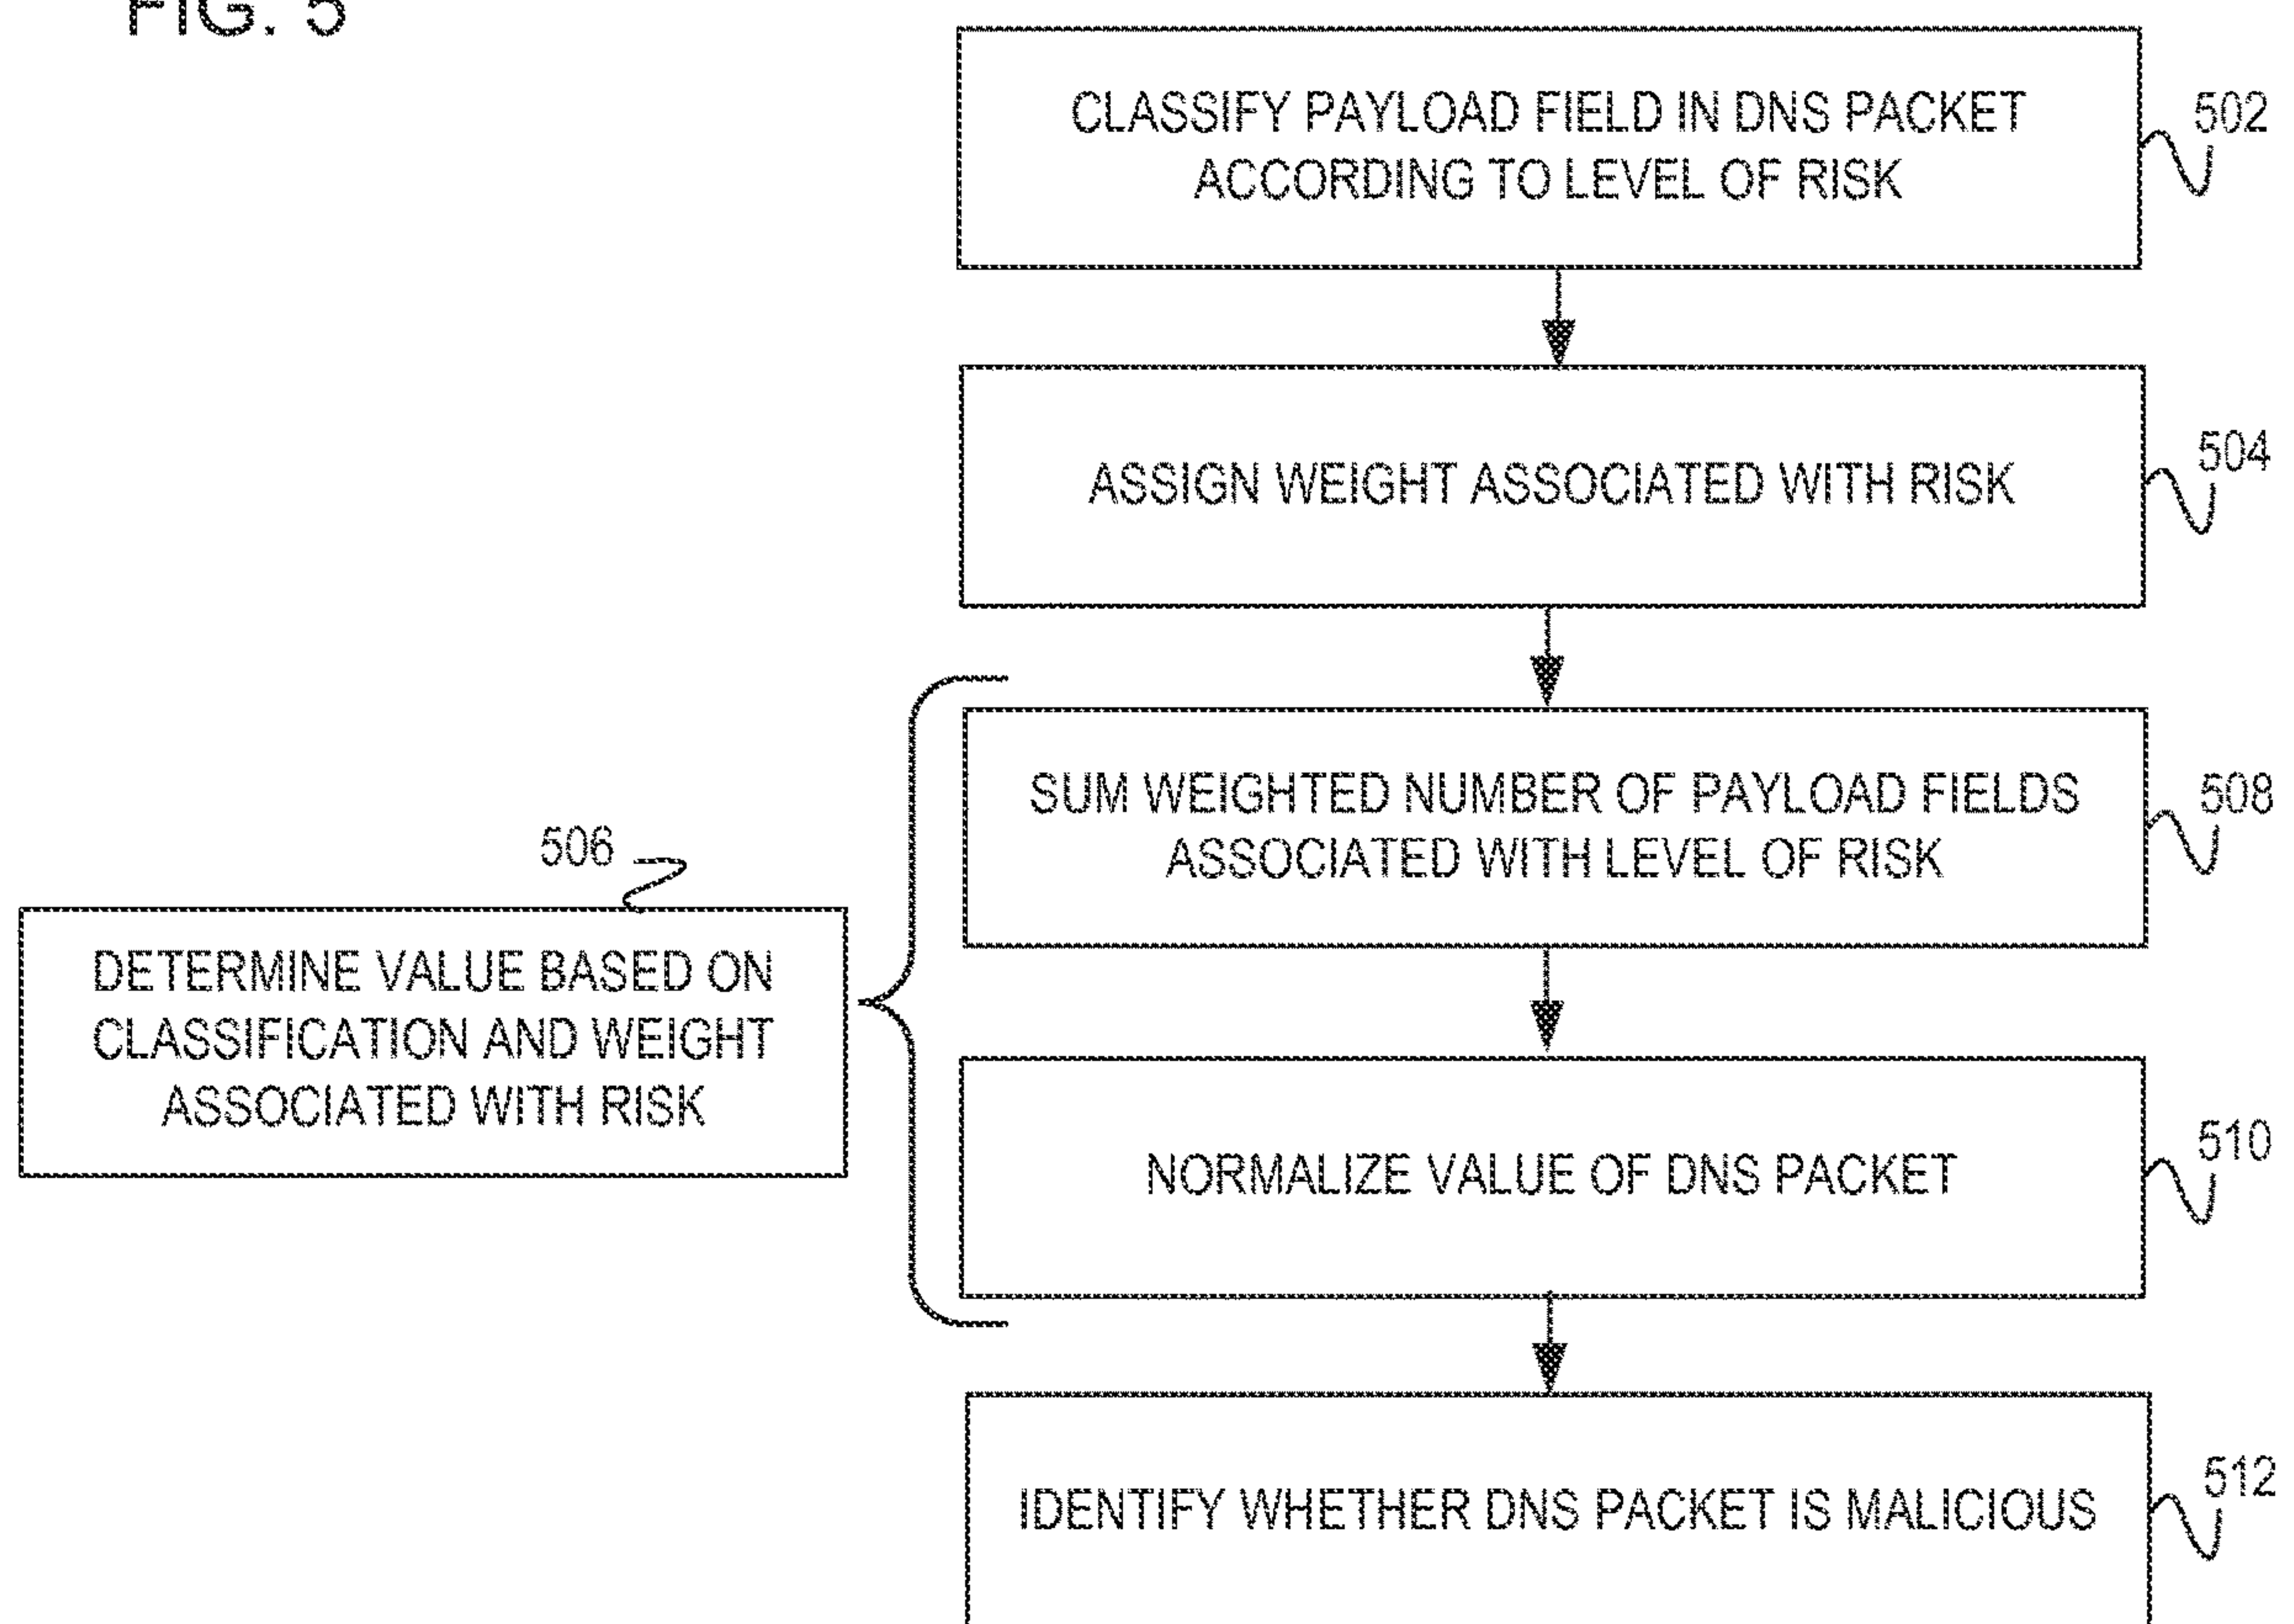 FIG. 5
CLASSIFY PAYLOAD FIELD IN DNS PACKET
ACCORDING TO LEVEL OF RISK
502
ASSIGN WEIGHT ASSOCIATED WITH RISK
504
506
DETERMINE VALUE BASED ON
CLASSIFICATION AND WEIGHT
ASSOCIATED WITH RISK
SUM WEIGHTED NUMBER OF PAYLOAD FIELDS
ASSOCIATED WITH LEVEL OF RISK
508
NORMALIZE VALUE OF DNS PACKET
510
IDENTIFY WHETHER DNS PACKET IS MALICIOUS
512